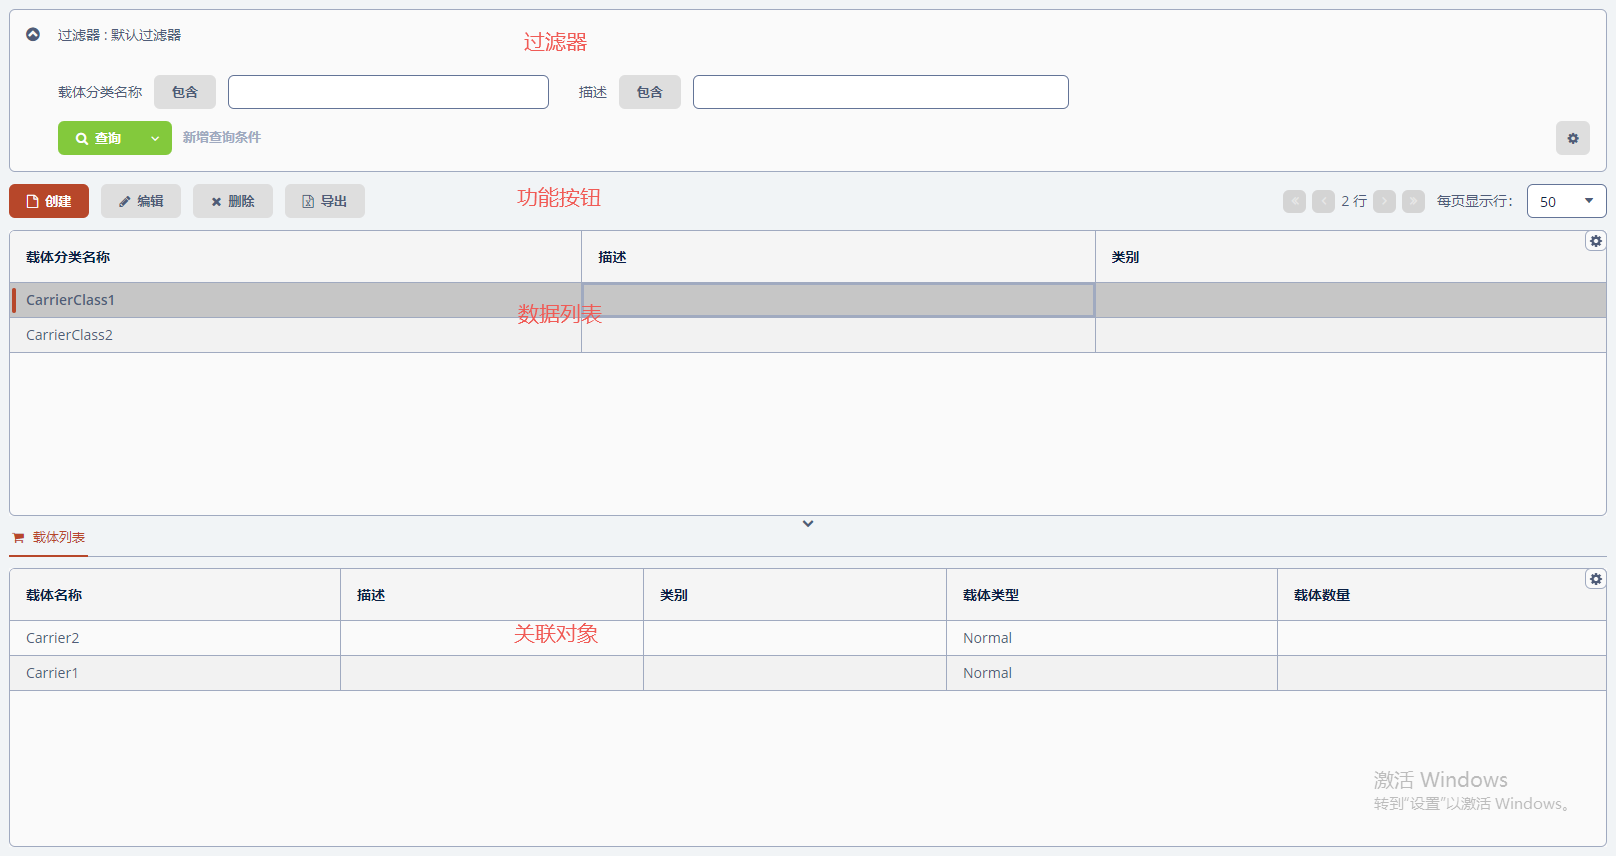 过滤器 : 默认过滤器
过滤器
载体分类名称 包含 描述 包含
查询 新增查询条件
创建 编辑 删除 导出 功能按钮 2 行 每页显示行： 50
载体分类名称 描述 类别
CarrierClass1
数据列表
CarrierClass2
载体列表
载体名称 描述 类别 载体类型 载体数量
Carrier2 关联对象 Normal
Carrier1 Normal
激活 Windows
转到"设置"以激活 Windows。